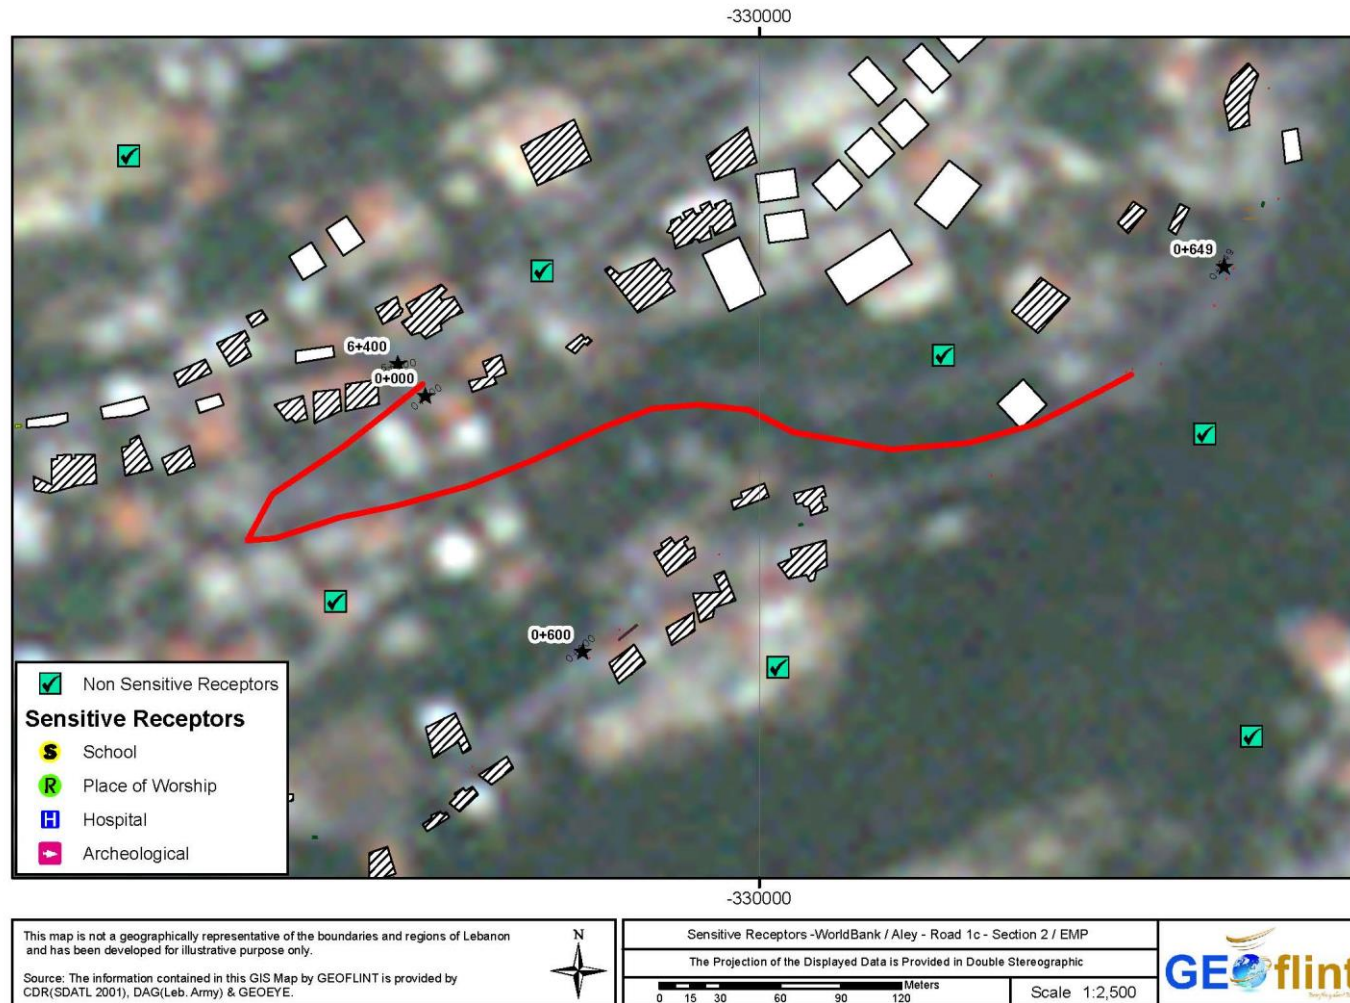 -330000
0+649
6+400
0+000
0+600
Non Sensitive Receptors
Sensitive Receptors
S School
R Place of Worship
H Hospital
Archeological
-330000
This map is not a geographically representative of the boundaries and regions of Lebanon
and has been developed for illustrative purpose only.
Source: The information contained in this GIS Map by GEOFLINT is provided by
CDR(SDATL 2001), DAG(Leb. Army) & GEOEYE.
N
Sensitive Receptors -WorldBank / Aley - Road 1c - Section 2 / EMP
The Projection of the Displayed Data is Provided in Double Stereographic
Meters
0 15 30 60 90 120
Scale 1:2,500
GEOflint